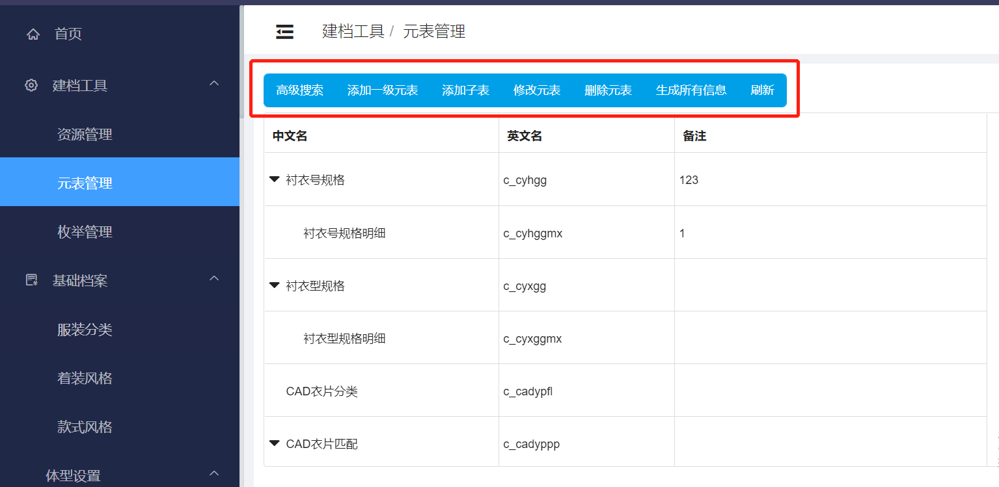 首页
建档工具
资源管理
元表管理
枚举管理
基础档案
服装分类
着装风格
款式风格
体型设置
建档工具 / 元表管理
高级搜索 添加一级元表 添加子表 修改元表 删除元表 生成所有信息 刷新
中文名 英文名 备注
衬衣号规格 c_cyhgg 123
衬衣号规格明细 c_cyhggmx 1
衬衣型规格 c_cyxgg
衬衣型规格明细 c_cyxggmx
CAD衣片分类 c_cadypfl
CAD衣片匹配 c_cadyppp